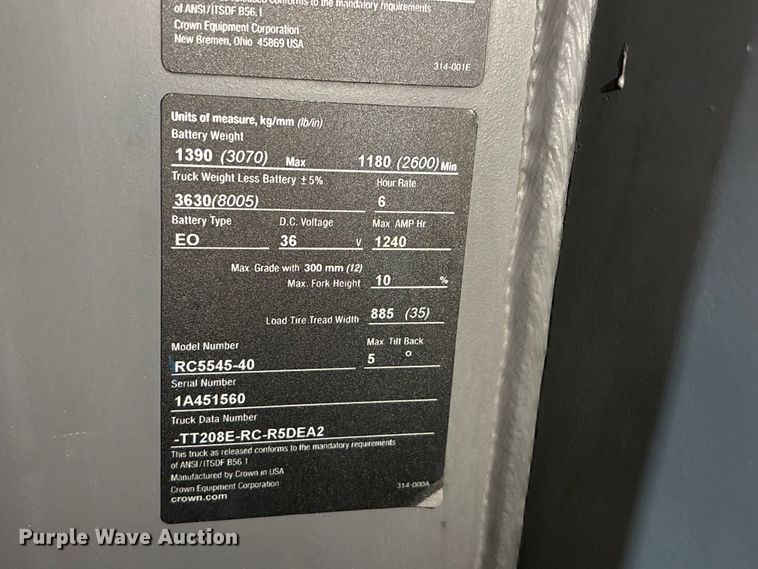 conforms to the mandatory requirements
of ANSI/ITSDF B56.1
Crown Equipment Corporation
New Bremen, Ohio 45869 USA
314-001E
Units of measure, kg/mm (lb/in)
Battery Weight
1390 (3070) Max 1180 (2600) Min
Truck Weight Less Battery ± 5% Hour Rate
3630(8005) 6
Battery Type D.C. Voltage Max. AMP Hr.
EO 36 V 1240
Max. Grade with 300 mm (12)
Max. Fork Height 10 %
Load Tire Tread Width 885 (35)
Model Number Max Tilt Back
RC5545-40 5 °
Serial Number
1A451560
Truck Data Number
-TT208E-RC-R5DEA2
This truck as released conforms to the mandatory requirements
of ANSI/ITSDF B56.1
Manufactured by Crown in USA
Crown Equipment Corporation
crown.com 314-000A
Purple Wave Auction